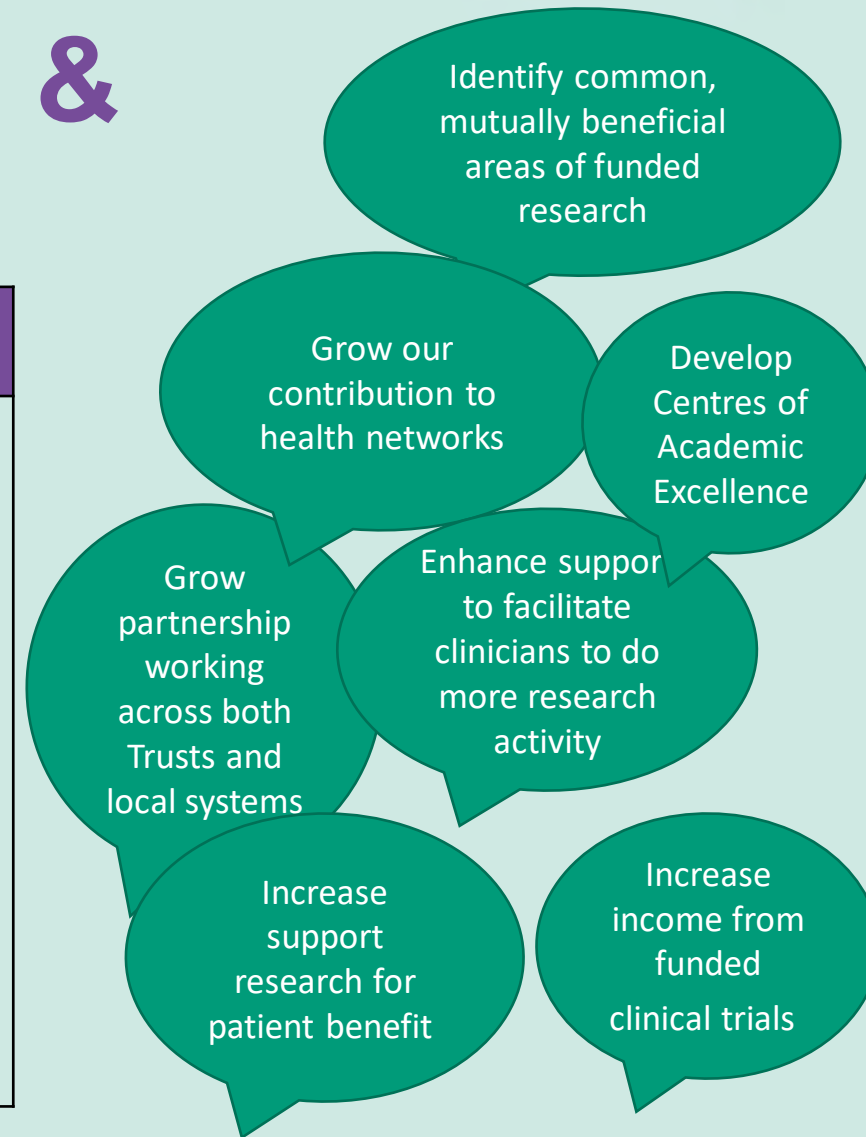 &
Identify common,
mutually beneficial
areas of funded
research
Grow our
contribution to
health networks
Develop
Centres of
Academic
Excellence
Grow
partnership
working
across both
Trusts and
local systems
Enhance suppor
to facilitate
clinicians to do
more research
activity
Increase
support
research for
patient benefit
Increase
income from
funded
clinical trials